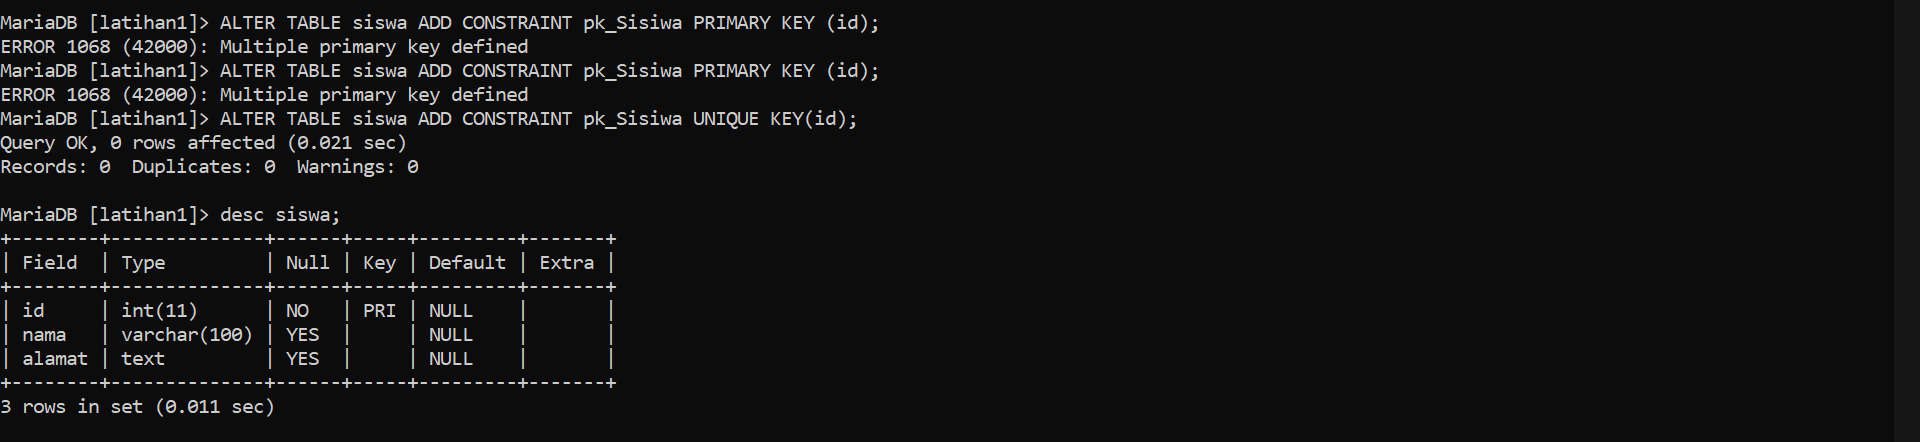 MariaDB [latihan1]> ALTER TABLE siswa ADD CONSTRAINT pk_Sisiwa PRIMARY KEY (id);
ERROR 1068 (42000): Multiple primary key defined
MariaDB [latihan1]> ALTER TABLE siswa ADD CONSTRAINT pk_Sisiwa PRIMARY KEY (id);
ERROR 1068 (42000): Multiple primary key defined
MariaDB [latihan1]> ALTER TABLE siswa ADD CONSTRAINT pk_Sisiwa UNIQUE KEY(id);
Query OK, 0 rows affected (0.021 sec)
Records: 0  Duplicates: 0  Warnings: 0

MariaDB [latihan1]> desc siswa;
+--------+--------------+------+-----+---------+-------+
| Field  | Type         | Null | Key | Default | Extra |
+--------+--------------+------+-----+---------+-------+
| id     | int(11)      | NO   | PRI | NULL    |       |
| nama   | varchar(100) | YES  |     | NULL    |       |
| alamat | text         | YES  |     | NULL    |       |
+--------+--------------+------+-----+---------+-------+
3 rows in set (0.011 sec)